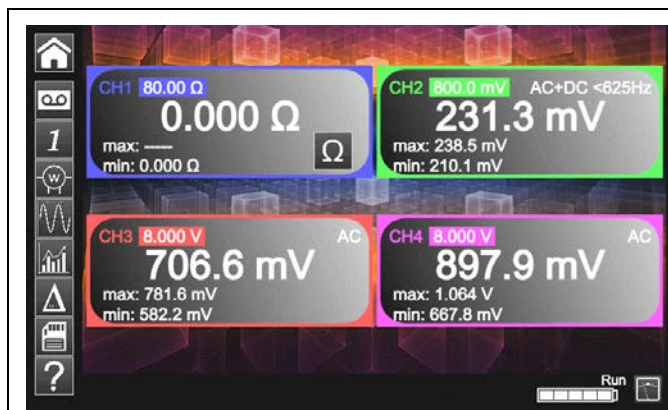 CH1 80.00 Ω
0.000 Ω
max: -----
min: 0.000 Ω
Ω
CH2 800.0 mV AC+DC <625Hz
231.3 mV
max: 238.5 mV
min: 210.1 mV
CH3 8.000 V AC
706.6 mV
max: 781.6 mV
min: 582.2 mV
CH4 8.000 V AC
897.9 mV
max: 1.064 V
min: 667.8 mV
1
W
Δ
?
Run